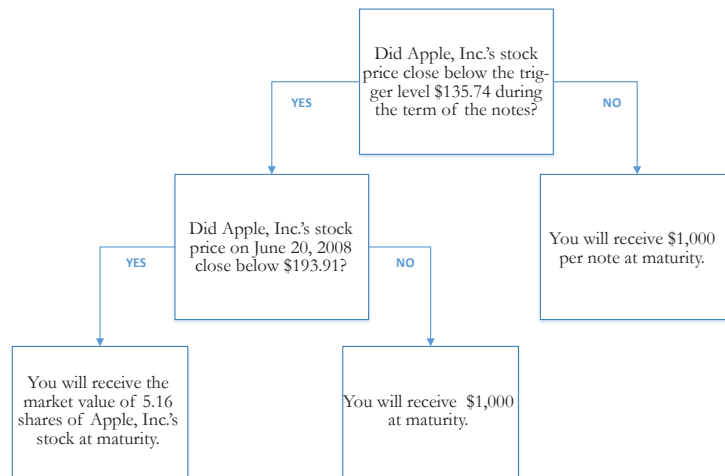 Did Apple, Inc.'s stock
price close below the trig-
ger level $135.74 during
the term of the notes?
YES
NO
Did Apple, Inc.'s stock
price on June 20, 2008
close below $193.91?
You will receive $1,000
per note at maturity.
YES
NO
You will receive the
market value of 5.16
shares of Apple, Inc.'s
stock at maturity.
You will receive $1,000
at maturity.